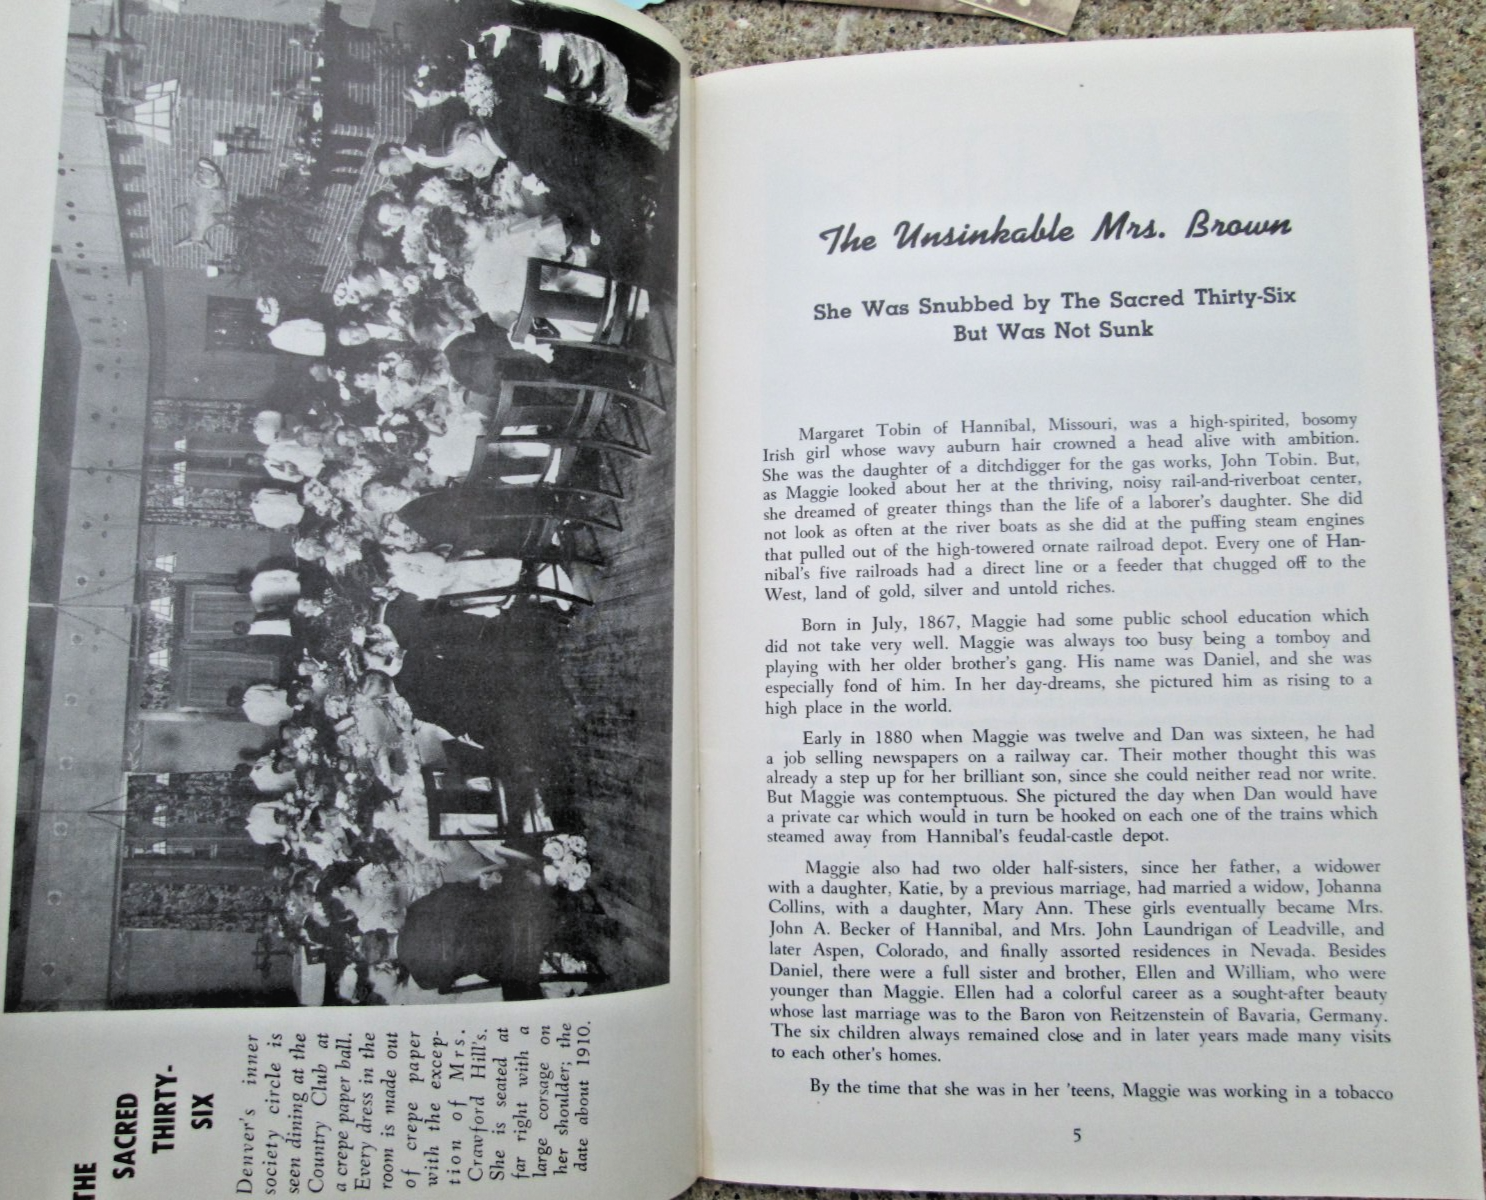 THE
SACRED
THIRTY-
SIX
Denver's inner
society circle is
seen dining at the
Country Club at
a crepe paper ball.
Every dress in the
room is made out
of crepe paper
with the excep-
tion of Mrs.
Crawford Hill's.
She is seated at
far right with a
large corsage on
her shoulder; the
date about 1910.
The Unsinkable Mrs. Brown
She Was Snubbed by The Sacred Thirty-Six
But Was Not Sunk
Margaret Tobin of Hannibal, Missouri, was a high-spirited, bosomy
Irish girl whose wavy auburn hair crowned a head alive with ambition.
She was the daughter of a ditchdigger for the gas works, John Tobin. But,
as Maggie looked about her at the thriving, noisy rail-and-riverboat center,
she dreamed of greater things than the life of a laborer's daughter. She did
not look as often at the river boats as she did at the puffing steam engines
that pulled out of the high-towered ornate railroad depot. Every one of Han-
nibal's five railroads had a direct line or a feeder that chugged off to the
West, land of gold, silver and untold riches.
Born in July, 1867, Maggie had some public school education which
did not take very well. Maggie was always too busy being a tomboy and
playing with her older brother's gang. His name was Daniel, and she was
especially fond of him. In her day-dreams, she pictured him as rising to a
high place in the world.
Early in 1880 when Maggie was twelve and Dan was sixteen, he had
a job selling newspapers on a railway car. Their mother thought this was
already a step up for her brilliant son, since she could neither read nor write.
But Maggie was contemptuous. She pictured the day when Dan would have
a private car which would in turn be hooked on each one of the trains which
steamed away from Hannibal's feudal-castle depot.
Maggie also had two older half-sisters, since her father, a widower
with a daughter, Katie, by a previous marriage, had married a widow, Johanna
Collins, with a daughter, Mary Ann. These girls eventually became Mrs.
John A. Becker of Hannibal, and Mrs. John Laundrigan of Leadville, and
later Aspen, Colorado, and finally assorted residences in Nevada. Besides
Daniel, there were a full sister and brother, Ellen and William, who were
younger than Maggie. Ellen had a colorful career as a sought-after beauty
whose last marriage was to the Baron von Reitzenstein of Bavaria, Germany.
The six children always remained close and in later years made many visits
to each other's homes.
By the time that she was in her 'teens, Maggie was working in a tobacco
5